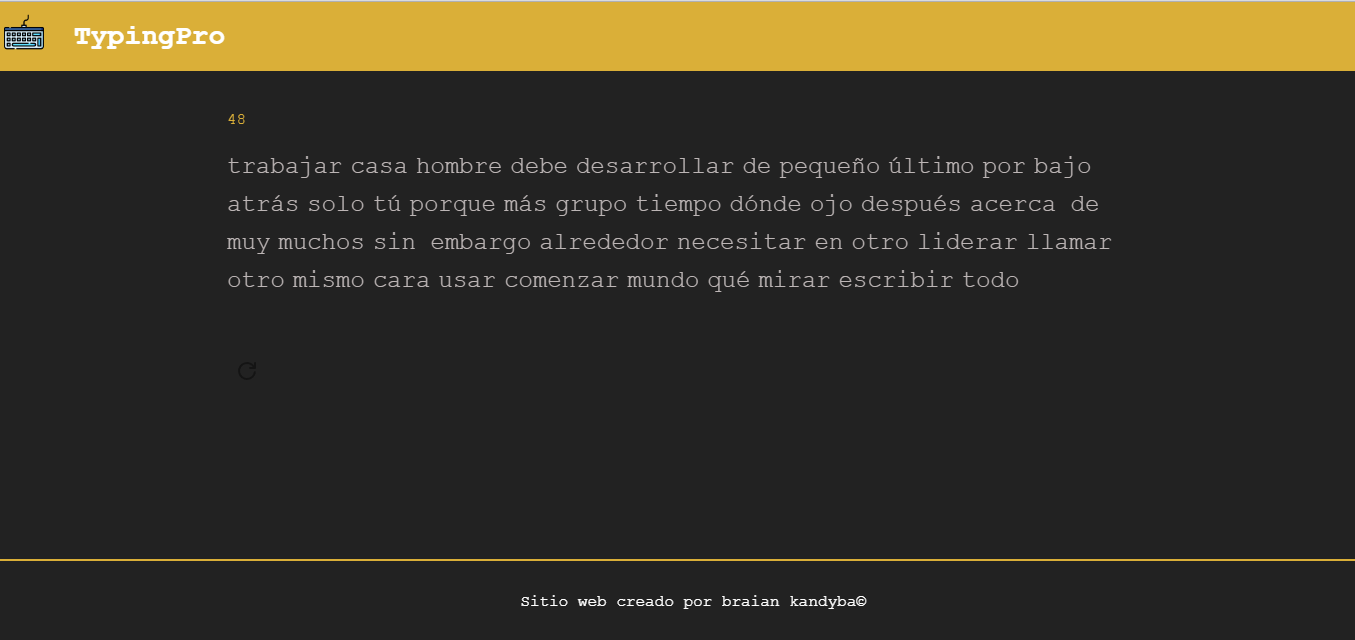 TypingPro
48
trabajar casa hombre debe desarrollar de pequeño último por bajo
atrás solo tú porque más grupo tiempo dónde ojo después acerca de
muy muchos sin embargo alrededor necesitar en otro liderar llamar
otro mismo cara usar comenzar mundo qué mirar escribir todo
Sitio web creado por braian kandyba©